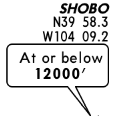 SHOBO
N39 58.3
W104 09.2
At or below
12000′